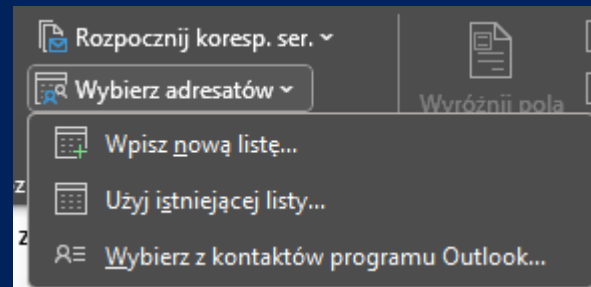 Rozpocznij koresp. ser.
Wybierz adresatów
Wyróżnij pola
Wpisz nową listę...
Użyj istniejącej listy...
Wybierz z kontaktów programu Outlook...